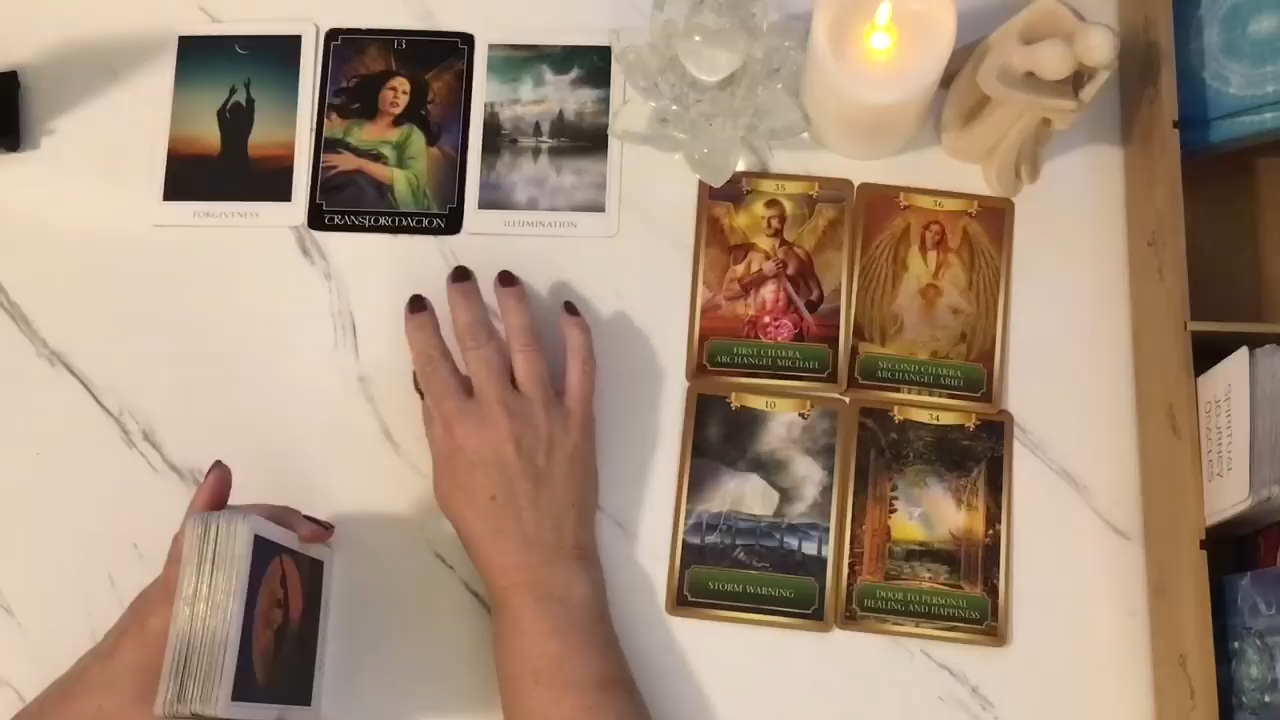 FORGIVENESS
13
TRANSFORMATION
ILLUMINATION
35
FIRST CHAKRA,
ARCHANGEL MICHAEL
36
SECOND CHAKRA,
ARCHANGEL ARIEL
10
STORM WARNING
34
DOOR TO PERSONAL
HEALING AND HAPPINESS
SPIRITUAL
JOURNEY
ORACLES